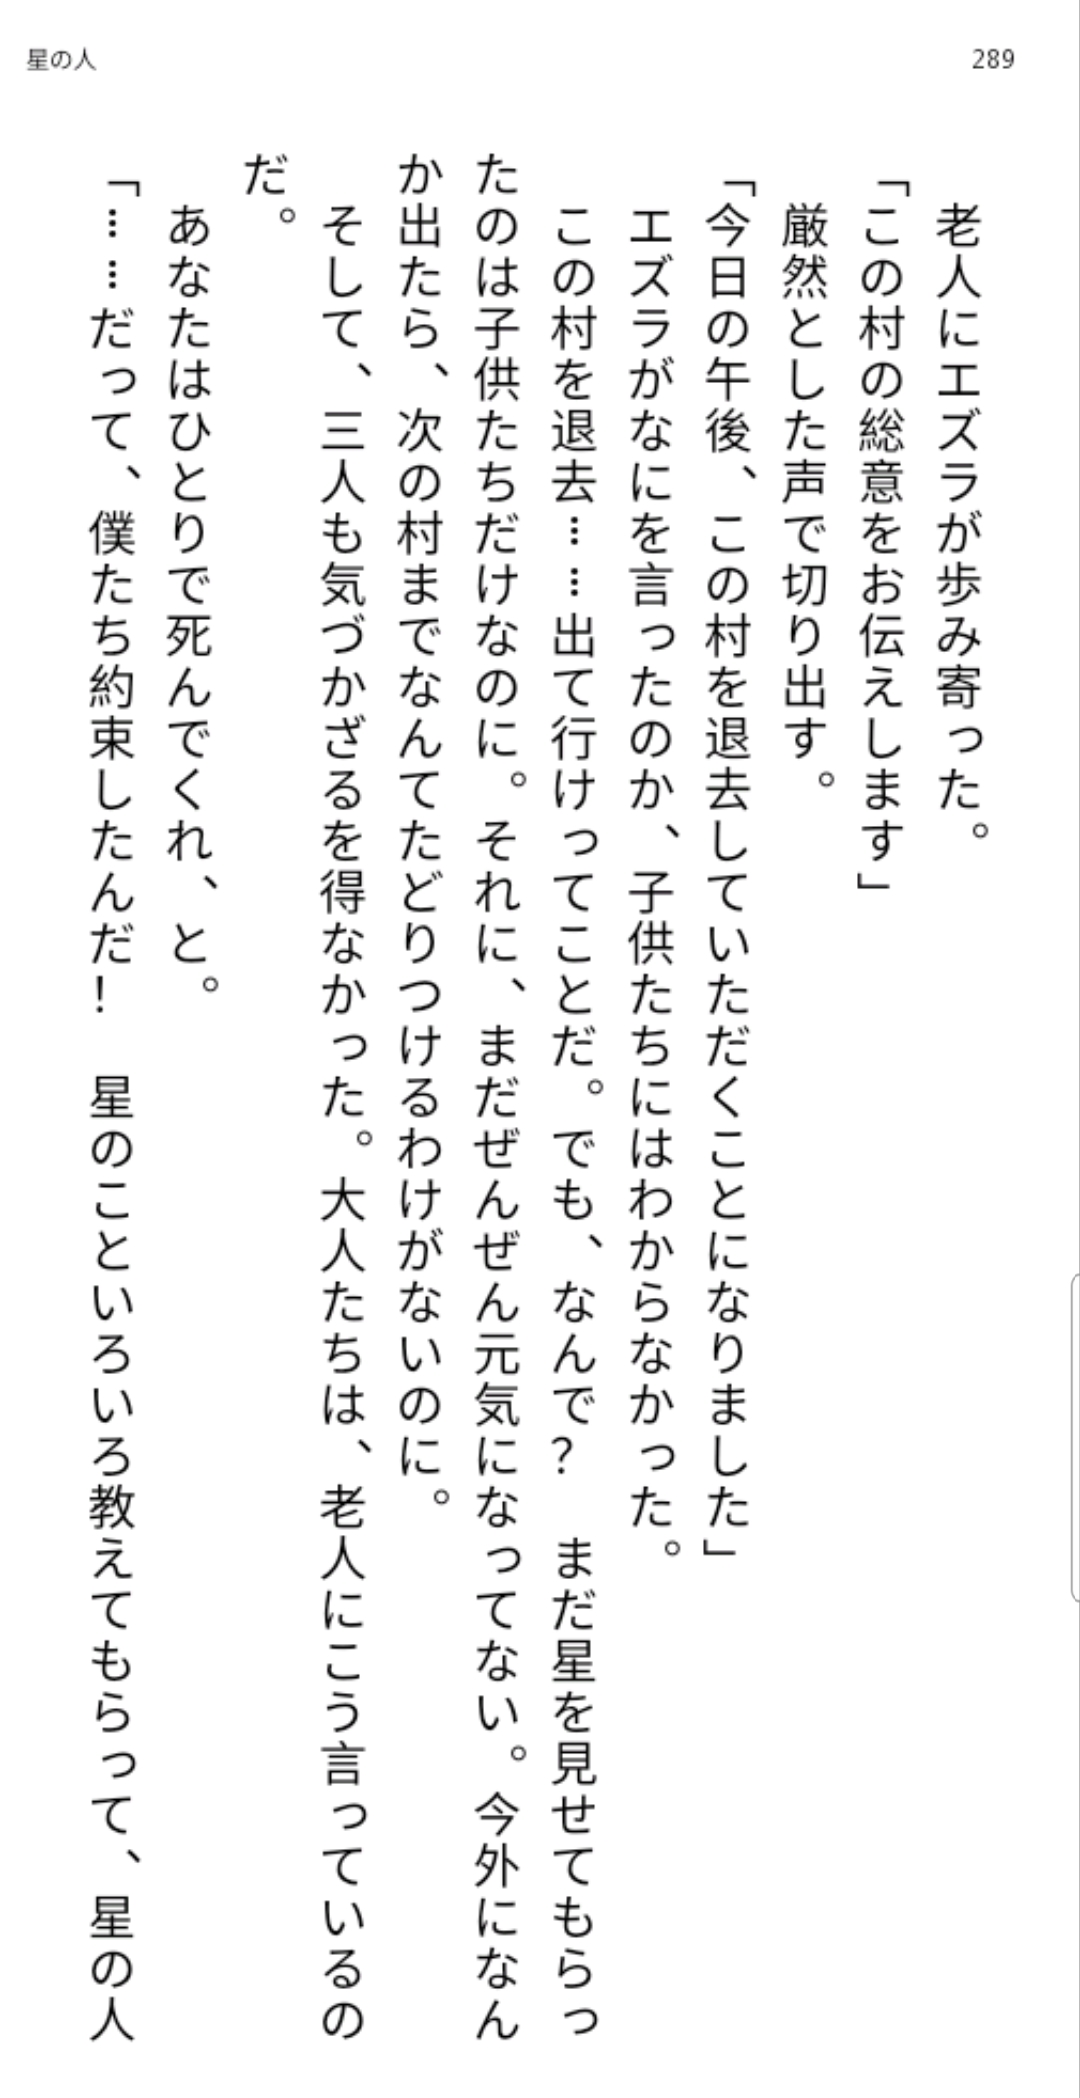 星の人
289
　老人にエズラが歩み寄った。
「この村の総意をお伝えします」
　厳然とした声で切り出す。
「今日の午後、この村を退去していただくことになりました」
　エズラがなにを言ったのか、子供たちにはわからなかった。
　この村を退去……出て行けってことだ。でも、なんで？　まだ星を見せてもらっ
たのは子供たちだけなのに。それに、まだぜんぜん元気になってない。今外になん
か出たら、次の村までなんてたどりつけるわけがないのに。
　そして、三人も気づかざるを得なかった。大人たちは、老人にこう言っているの
だ。
　あなたはひとりで死んでくれ、と。
「……だって、僕たち約束したんだ！　星のこといろいろ教えてもらって、星の人